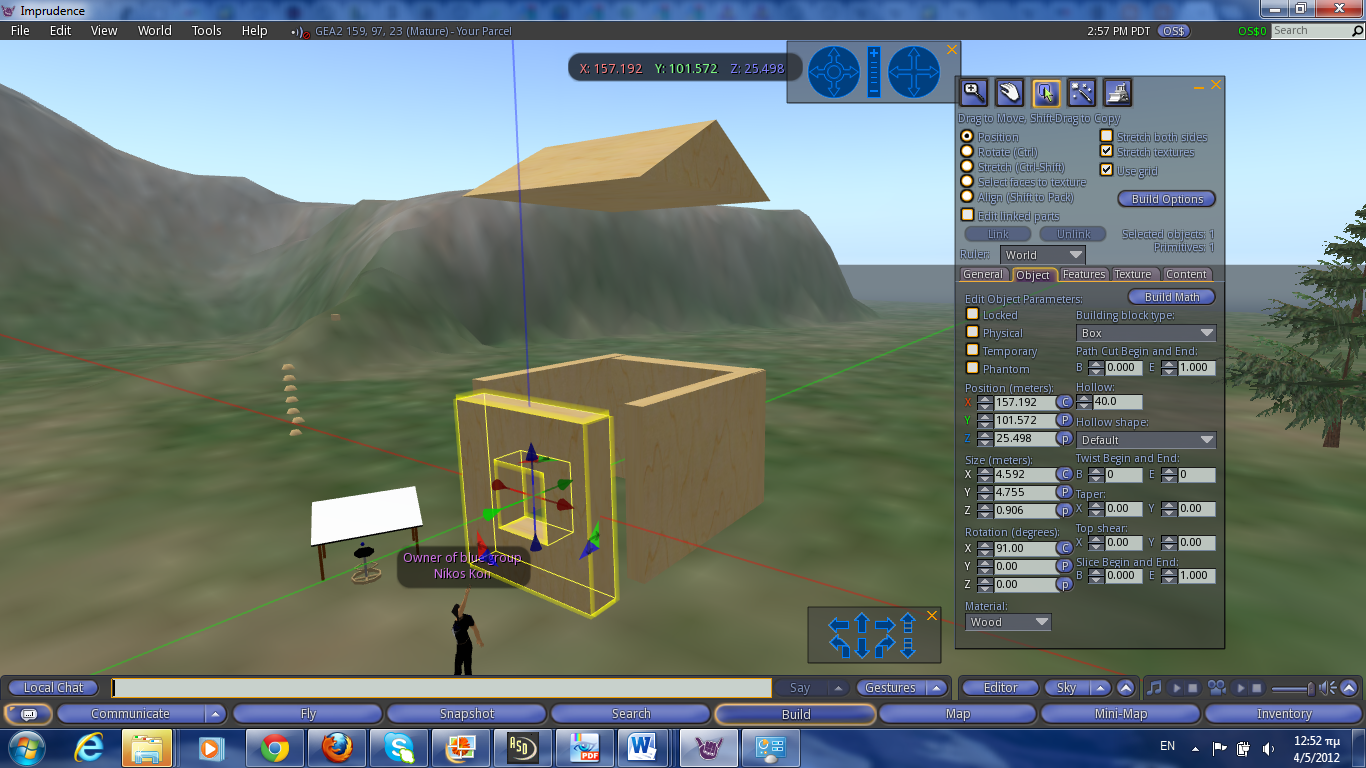 Imprudence
File Edit View World Tools Help GEA2 159, 97, 23 (Mature) - Your Parcel 2:57 PM PDT OS$ OS$0 Search
X: 157.192 Y: 101.572 Z: 25.498
Drag to Move, Shift-Drag to Copy
Position Stretch both sides
Rotate (Ctrl) Stretch textures
Stretch (Ctrl-Shift) Use grid
Select faces to texture
Align (Shift to Pack) Build Options
Edit linked parts
Link Unlink Selected objects: 1
Primitives: 1
Ruler: World
General Object Features Texture Content
Edit Object Parameters: Build Math
Locked Building block type:
Physical Box
Temporary Path Cut Begin and End:
Phantom B 0.000 E 1.000
Position (meters): Hollow:
X 157.192 C 40.0
Y 101.572 P Hollow shape:
Z 25.498 P Default
Size (meters): Twist Begin and End:
X 4.592 C B 0 E 0
Y 4.755 P Taper:
Z 0.906 P X 0.00 Y 0.00
Rotation (degrees): Top shear:
X 91.00 C X 0.00 Y 0.00
Y 0.00 P Slice Begin and End:
Z 0.00 P B 0.000 E 1.000
Material:
Wood
Owner of blue group
Nikos Kon
Local Chat Say Gestures Editor Sky
Communicate Fly Snapshot Search Build Map Mini-Map Inventory
ASD PDF W EN 12:52 πμ
4/5/2012